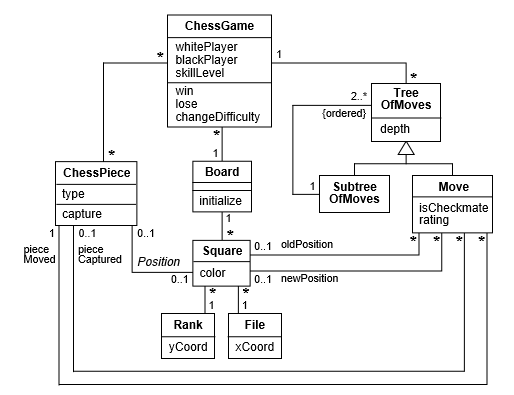 ChessGame
whitePlayer
blackPlayer
skillLevel
win
lose
changeDifficulty
*
1
*
*
*
1
Tree
OfMoves
depth
2..*
{ordered}
1
ChessPiece
type
capture
Board
initialize
Subtree
OfMoves
Move
isCheckmate
rating
1
*
1
piece
Moved
0..1
piece
Captured
0..1
Position
0..1
Square
color
0..1
oldPosition
*
0..1
newPosition
*
*
*
*
1
*
1
Rank
yCoord
File
xCoord